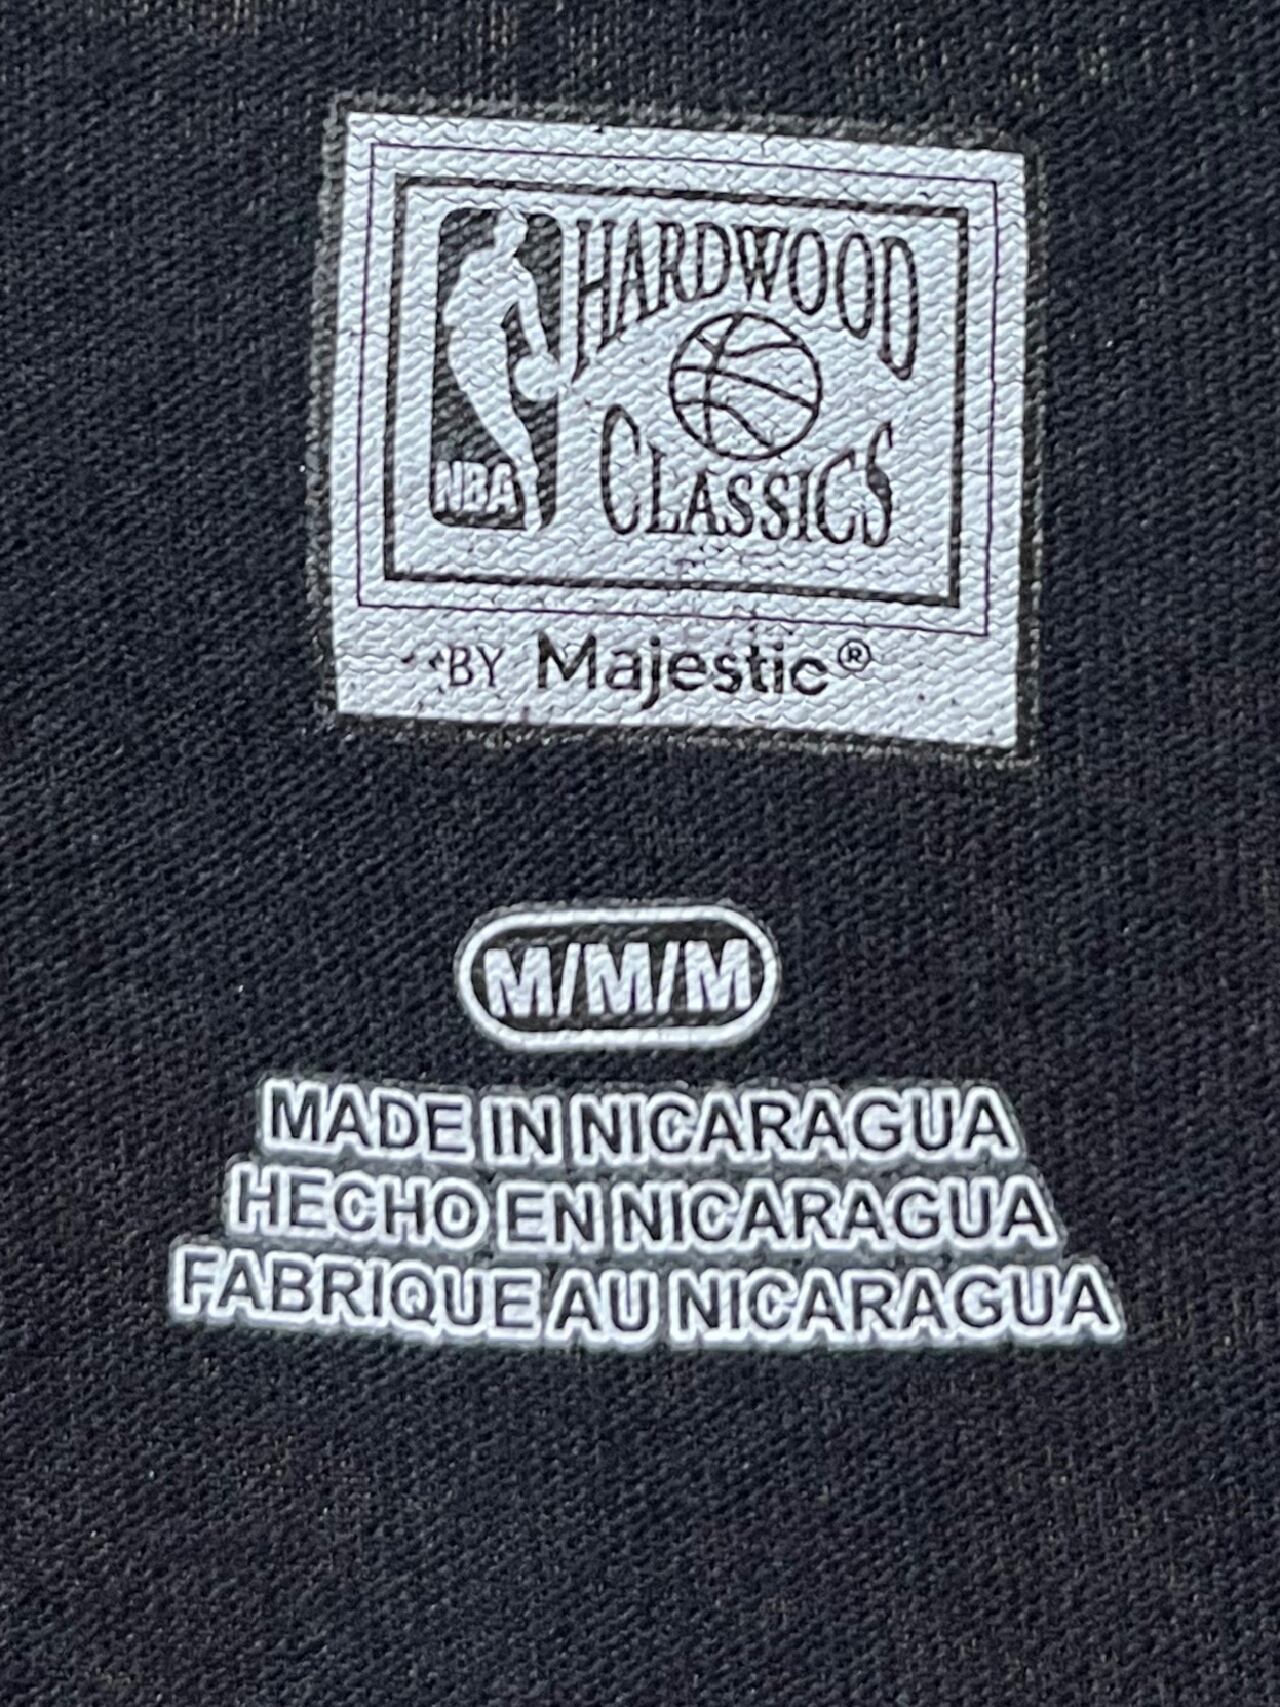 HARDWOOD
CLASSICS
NBA
BY Majestic®
M/M/M
MADE IN NICARAGUA
HECHO EN NICARAGUA
FABRIQUE AU NICARAGUA